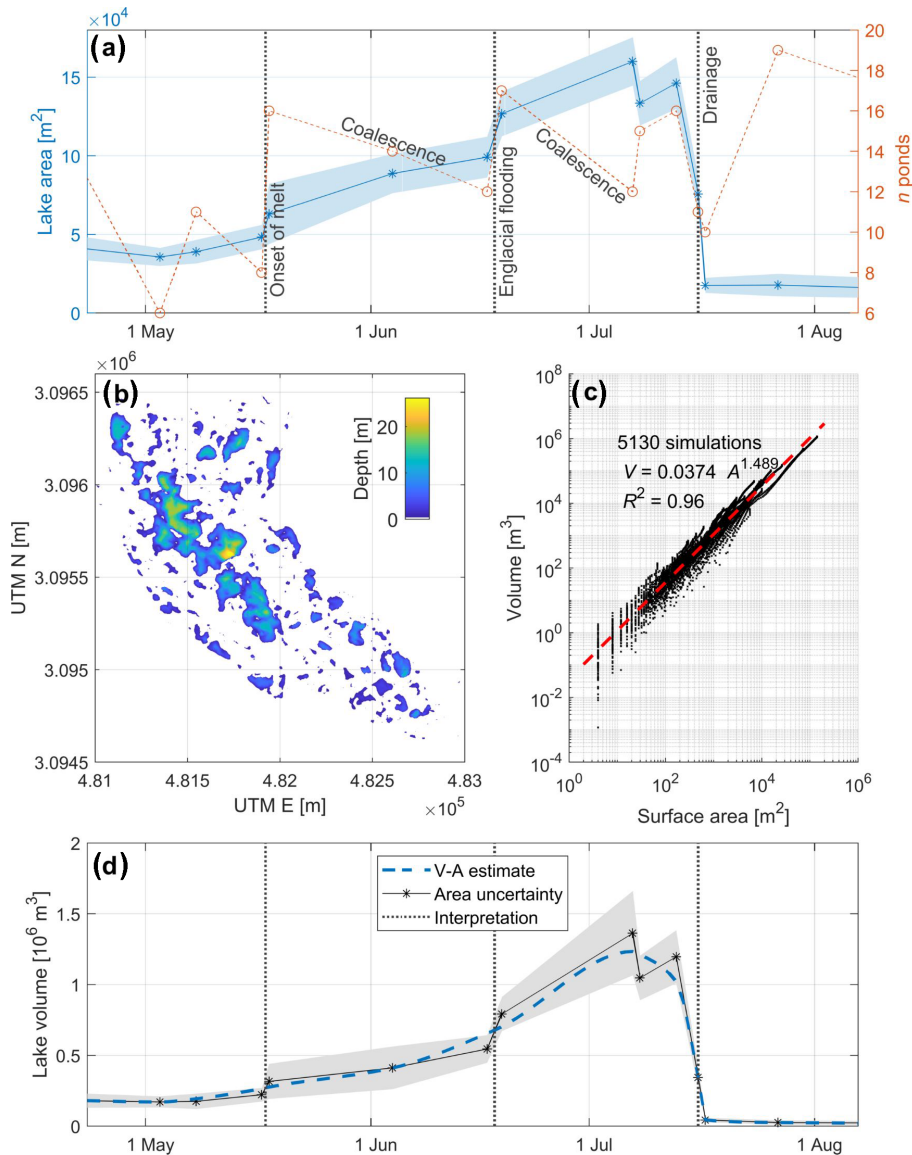 ×10⁴
(a)
15
10
5
0
Lake area [m²]
20
18
16
14
12
10
8
6
n ponds
Coalescence
Onset of melt
Englacial flooding
Coalescence
Drainage
1 May
1 Jun
1 Jul
1 Aug
×10⁶
(b)
3.0965
3.096
3.0955
3.095
3.0945
UTM N [m]
Depth [m]
20
10
0
4.81
4.815
4.82
4.825
4.83
UTM E [m]
×10⁵
(c)
10⁸
10⁶
10⁴
10²
10⁰
10⁻²
10⁻⁴
Volume [m³]
5130 simulations
V = 0.0374 A^1.489
R² = 0.96
10⁰
10²
10⁴
10⁶
Surface area [m²]
(d)
2
1.5
1
0.5
0
Lake volume [10⁶ m³]
V-A estimate
Area uncertainty
Interpretation
1 May
1 Jun
1 Jul
1 Aug